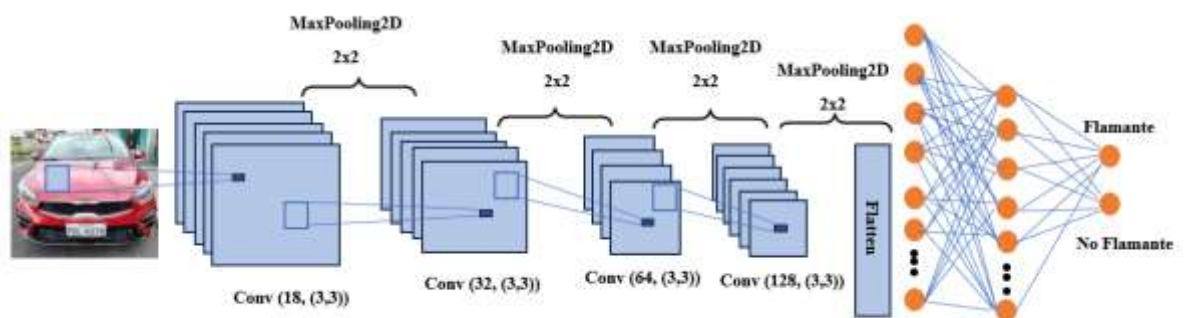 MaxPooling2D
2x2
MaxPooling2D
2x2
MaxPooling2D
2x2
MaxPooling2D
2x2
Conv (18, (3,3))
Conv (32, (3,3))
Conv (64, (3,3))
Conv (128, (3,3))
Flatten
Flamante
No Flamante